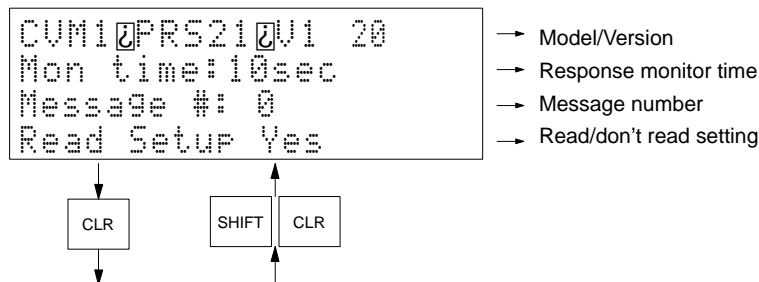 CVM1¿PRS21¿V1 20
Mon time:10sec
Message #: 0
Read Setup Yes
Model/Version
Response monitor time
Message number
Read/don't read setting
CLR
SHIFT CLR